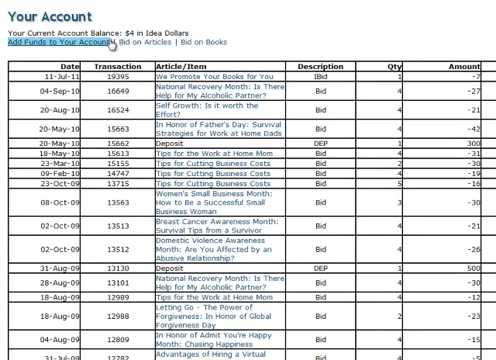 Your Account
Your Current Account Balance: $4 in Idea Dollars
Add Funds to Your Account | Bid on Articles | Bid on Books
Date Transaction Article/Item Description Qty Amount
11-Jul-11 19395 We Promote Your Books for You IBid 1 -7
04-Sep-10 16649 National Recovery Month: Is There Bid 4 -27
Help for My Alcoholic Partner?
20-Aug-10 16524 Self Growth: Is it worth the Bid 4 -21
Effort?
20-May-10 15663 In Honor of Father's Day: Survival Bid 4 -42
Strategies for Work at Home Dads
20-May-10 15662 Deposit DEP 1 300
18-May-10 15613 Tips for the Work at Home Mom Bid 4 -31
23-Mar-10 15155 Tips for Cutting Business Costs Bid 2 -30
09-Feb-10 14747 Tips for Cutting Business Costs Bid 4 -19
23-Oct-09 13715 Tips for Cutting Business Costs Bid 5 -16
08-Oct-09 13563 Women's Small Business Month: Bid 3 -30
How to Be a Successful Small
Business Woman
02-Oct-09 13513 Breast Cancer Awareness Month: Bid 4 -21
Survival Tips from a Survivor
02-Oct-09 13512 Domestic Violence Awareness Bid 4 -26
Month: Are You Affected by an
Abusive Relationship?
31-Aug-09 13130 Deposit DEP 1 500
28-Aug-09 13101 National Recovery Month: Is There Bid 4 -30
Help for My Alcoholic Partner?
18-Aug-09 12989 Tips for the Work at Home Mom Bid 4 -12
18-Aug-09 12988 Letting Go - The Power of Bid 2 -23
Forgiveness: In Honor of Global
Forgiveness Day
04-Aug-09 12809 In Honor of Admit You're Happy Bid 4 -15
Month: Chasing Happiness
31-Jul-09 12782 Advantages of Hiring a Virtual Bid